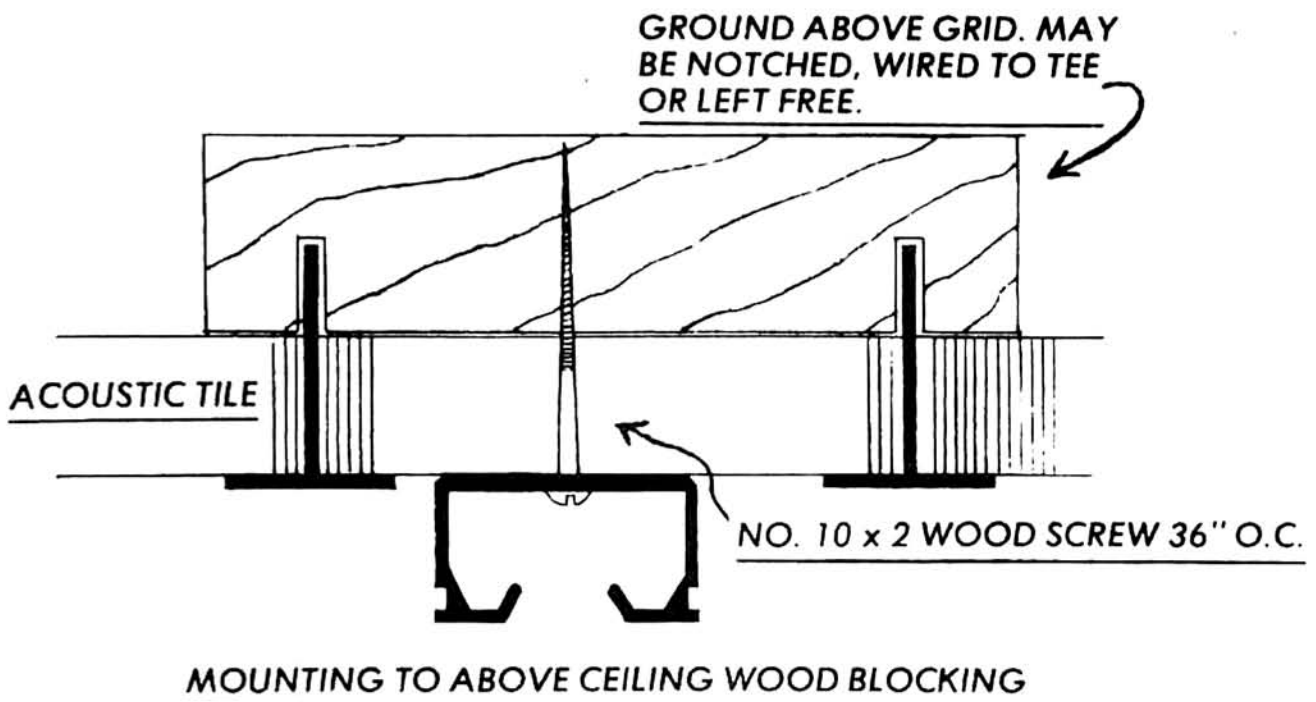 GROUND ABOVE GRID. MAY
BE NOTCHED, WIRED TO TEE
OR LEFT FREE.
ACOUSTIC TILE
NO. 10 x 2 WOOD SCREW 36" O.C.
MOUNTING TO ABOVE CEILING WOOD BLOCKING